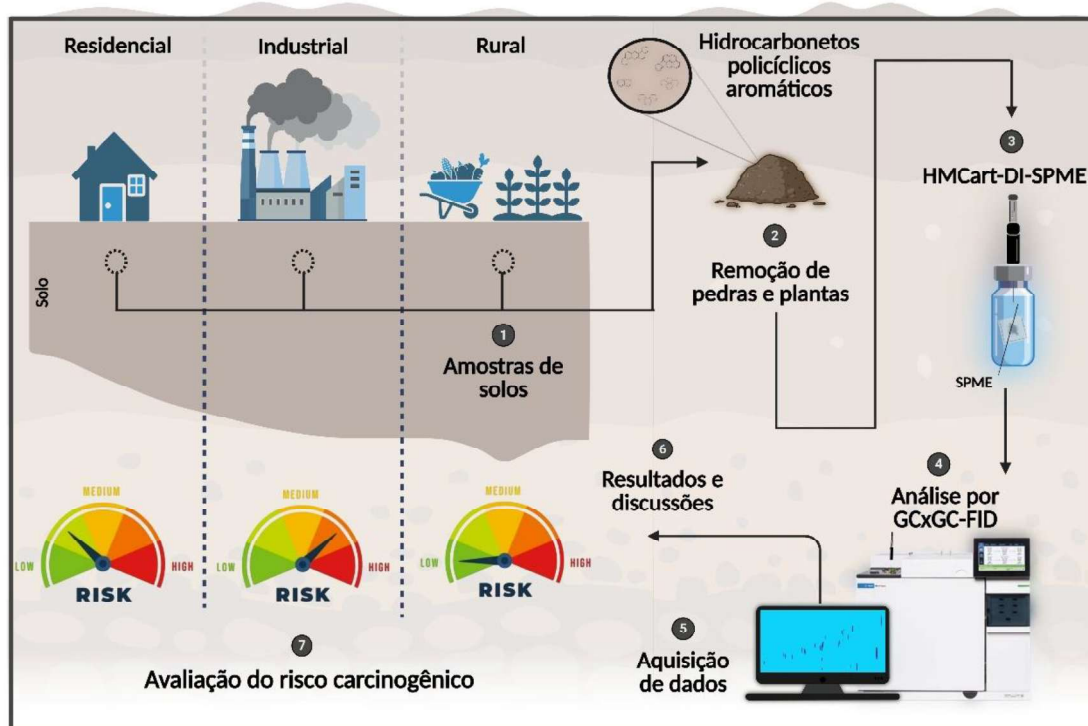 Residencial
Industrial
Rural
Hidrocarbonetos
policíclicos
aromáticos
Solo
1
Amostras de
solos
2
Remoção de
pedras e plantas
3
HMCart-DI-SPME
SPME
4
Análise por
GCxGC-FID
5
Aquisição
de dados
6
Resultados e
discussões
MEDIUM
LOW
HIGH
RISK
MEDIUM
LOW
HIGH
RISK
MEDIUM
LOW
HIGH
RISK
7
Avaliação do risco carcinogênico